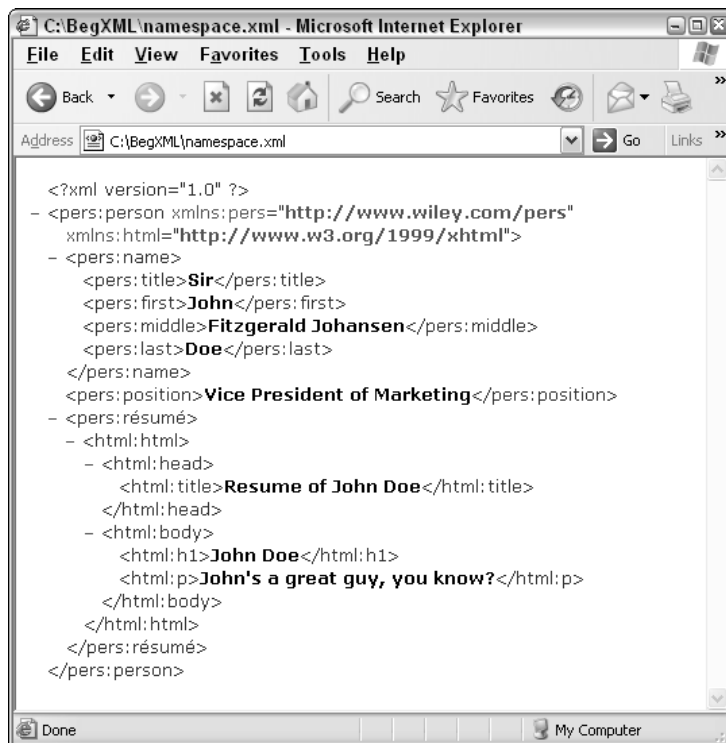 C:\BegXML\namespace.xml - Microsoft Internet Explorer
File Edit View Favorites Tools Help
Back Search Favorites »
Address C:\BegXML\namespace.xml Go Links »
<?xml version="1.0" ?>
– <pers:person xmlns:pers="http://www.wiley.com/pers"
xmlns:html="http://www.w3.org/1999/xhtml">
– <pers:name>
<pers:title>Sir</pers:title>
<pers:first>John</pers:first>
<pers:middle>Fitzgerald Johansen</pers:middle>
<pers:last>Doe</pers:last>
</pers:name>
<pers:position>Vice President of Marketing</pers:position>
– <pers:résumé>
– <html:html>
– <html:head>
<html:title>Resume of John Doe</html:title>
</html:head>
– <html:body>
<html:h1>John Doe</html:h1>
<html:p>John's a great guy, you know?</html:p>
</html:body>
</html:html>
</pers:résumé>
</pers:person>
Done My Computer